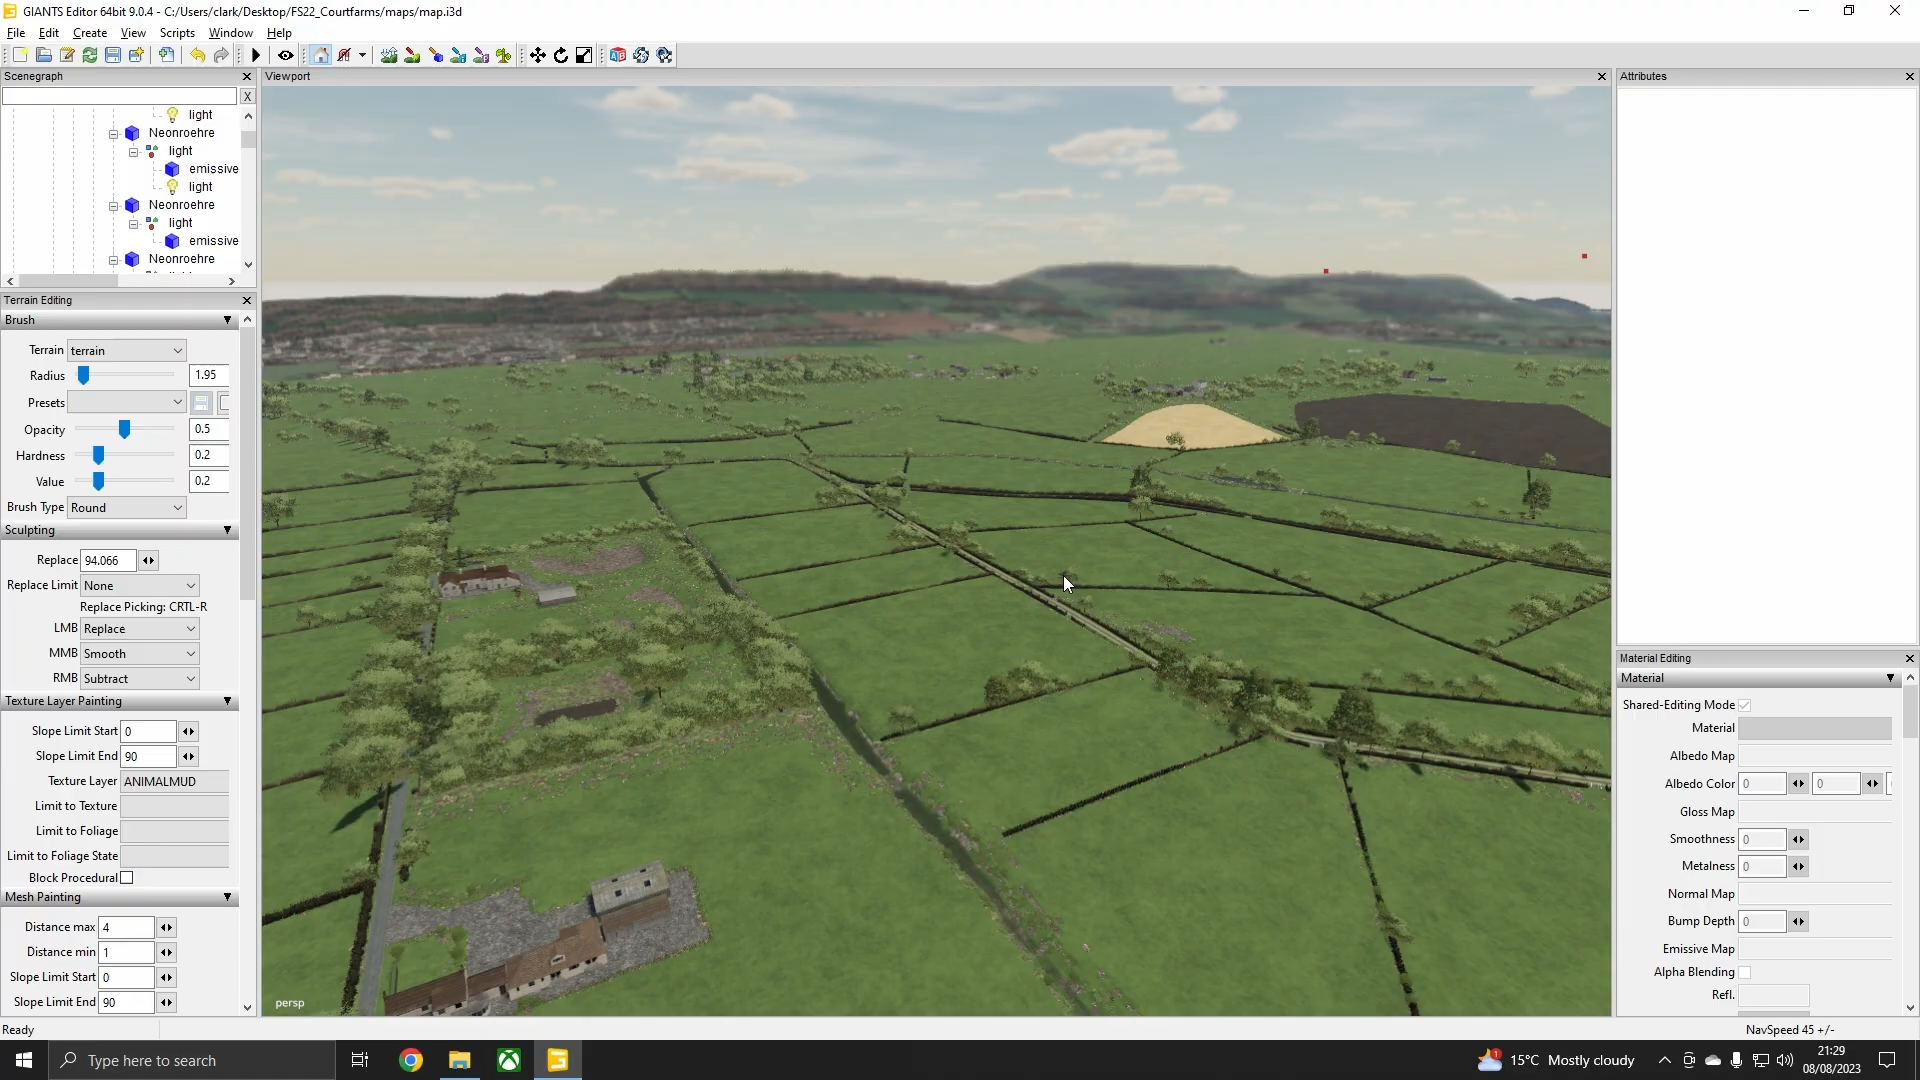 GIANTS Editor 64bit 9.0.4 - C:/Users/clark/Desktop/FS22_Courtfarms/maps/map.i3d
File Edit Create View Scripts Window Help
Scenegraph
X
light
Neonroehre
light
emissive
light
Neonroehre
light
emissive
Neonroehre
Terrain Editing
Brush
Terrain terrain
Radius 1.95
Presets
Opacity 0.5
Hardness 0.2
Value 0.2
Brush Type Round
Sculpting
Replace 94.066
Replace Limit None
Replace Picking: CRTL-R
LMB Replace
MMB Smooth
RMB Subtract
Texture Layer Painting
Slope Limit Start 0
Slope Limit End 90
Texture Layer ANIMALMUD
Limit to Texture
Limit to Foliage
Limit to Foliage State
Block Procedural
Mesh Painting
Distance max 4
Distance min 1
Slope Limit Start 0
Slope Limit End 90
Viewport
persp
Attributes
Material Editing
Material
Shared-Editing Mode
Material
Albedo Map
Albedo Color 0 0
Gloss Map
Smoothness 0
Metalness 0
Normal Map
Bump Depth 0
Emissive Map
Alpha Blending
Refl.
Ready
NavSpeed 45 +/-
Type here to search
1
15°C Mostly cloudy
21:29
08/08/2023